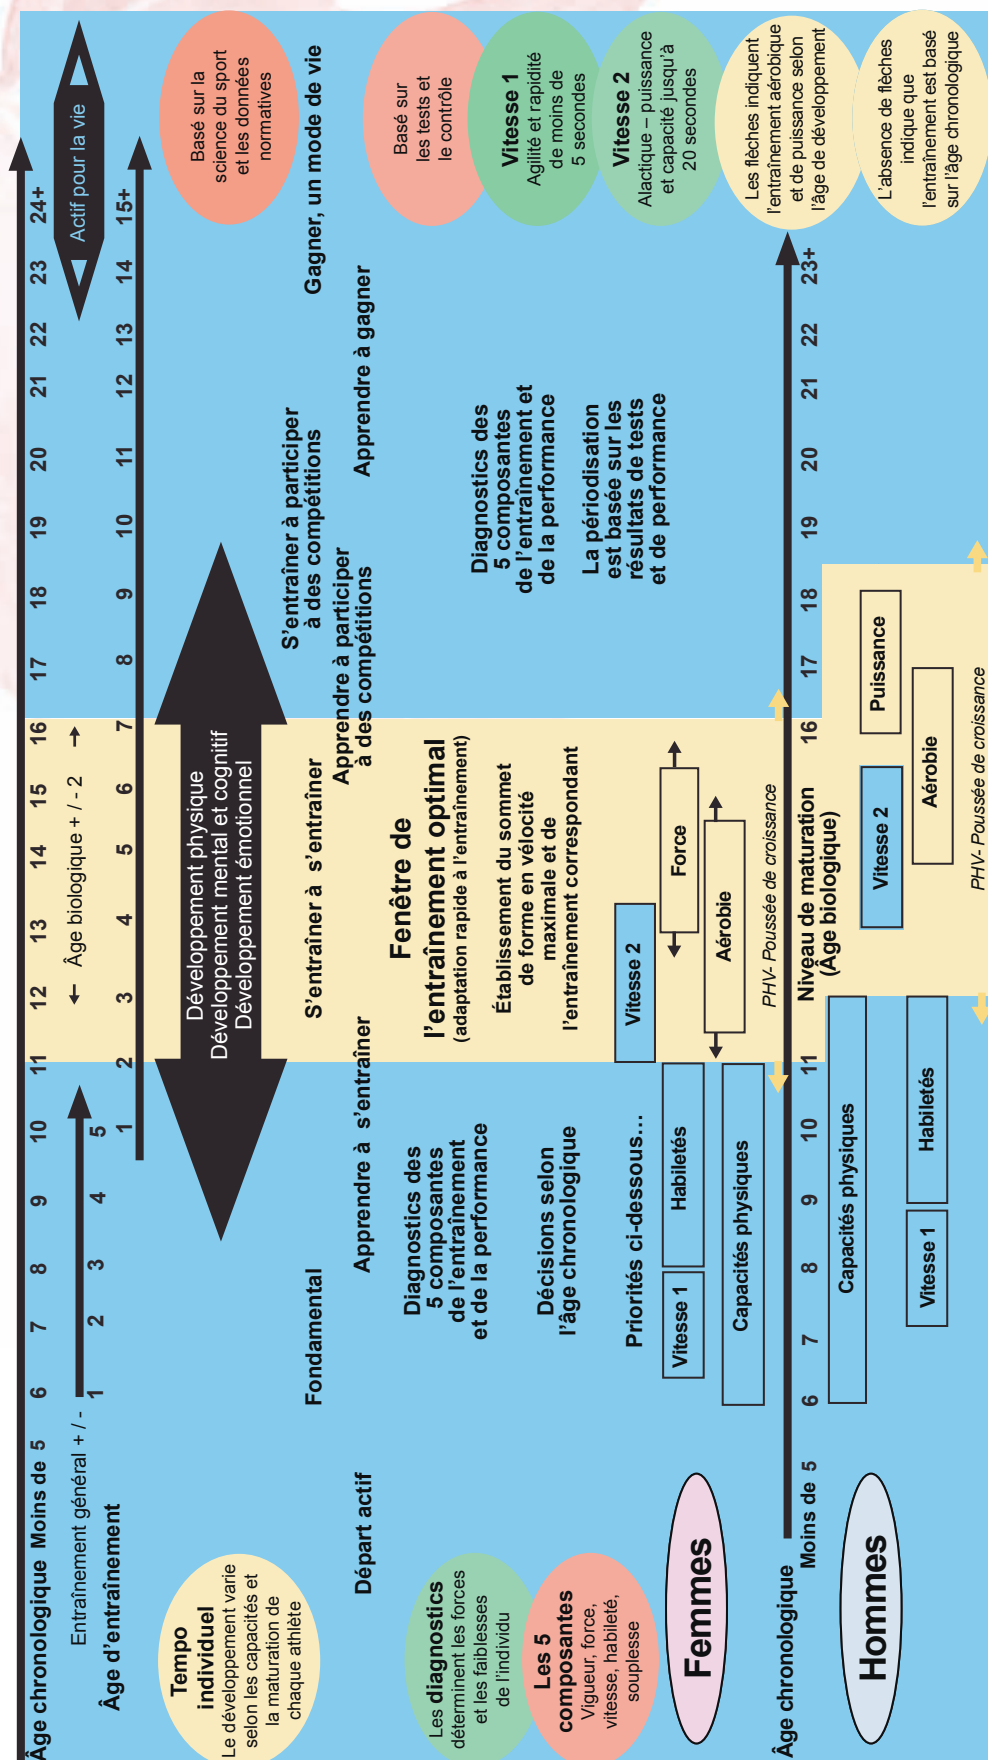 Âge chronologique Moins de 5 6 7 8 9 10 11 12 13 14 15 16 17 18 19 20 21 22 23 24+
Entraînement général + / -
← Âge biologique + / - 2 →
Actif pour la vie
1 2 3 4 5
Âge d’entraînement
1 2 3 4 5 6 7 8 9 10 11 12 13 14 15+
Tempo
individuel
Le développement varie
selon les capacités et
la maturation de
chaque athlète
Développement physique
Développement mental et cognitif
Développement émotionnel
Basé sur la
science du sport
et les données
normatives
Départ actif
Fondamental
Apprendre à s’entraîner
S’entraîner à s’entraîner
Apprendre à participer
à des compétitions
S’entraîner à participer
à des compétitions
Apprendre à gagner
Gagner, un mode de vie
Les diagnostics
déterminent les forces
et les faiblesses
de l’individu
Les 5
composantes
Vigueur, force,
vitesse, habileté,
souplesse
Diagnostics des
5 composantes
de l’entraînement
et de la performance
Décisions selon
l’âge chronologique
Priorités ci-dessous…
Fenêtre de
l’entraînement optimal
(adaptation rapide à l’entraînement)
Établissement du sommet
de forme en vélocité
maximale et de
l’entraînement correspondant
Diagnostics des
5 composantes
de l’entraînement et
de la performance
La périodisation
est basée sur les
résultats de tests
et de performance
Basé sur
les tests et
le contrôle
Vitesse 1
Agilité et rapidité
de moins de
5 secondes
Vitesse 2
Alactique – puissance
et capacité jusqu’à
20 secondes
Les flèches indiquent
l’entraînement aérobique
et de puissance selon
l’âge de développement
L’absence de flèches
indique que
l’entraînement est basé
sur l’âge chronologique
Femmes
Vitesse 1
Habiletés
Capacités physiques
Vitesse 2
Force
Aérobie
PHV- Poussée de croissance
Âge chronologique
Moins de 5 6 7 8 9 10 11
Niveau de maturation
(Âge biologique)
16 17 18 19 20 21 22 23+
Hommes
Capacités physiques
Vitesse 1
Habiletés
Vitesse 2
Puissance
Aérobie
PHV- Poussée de croissance